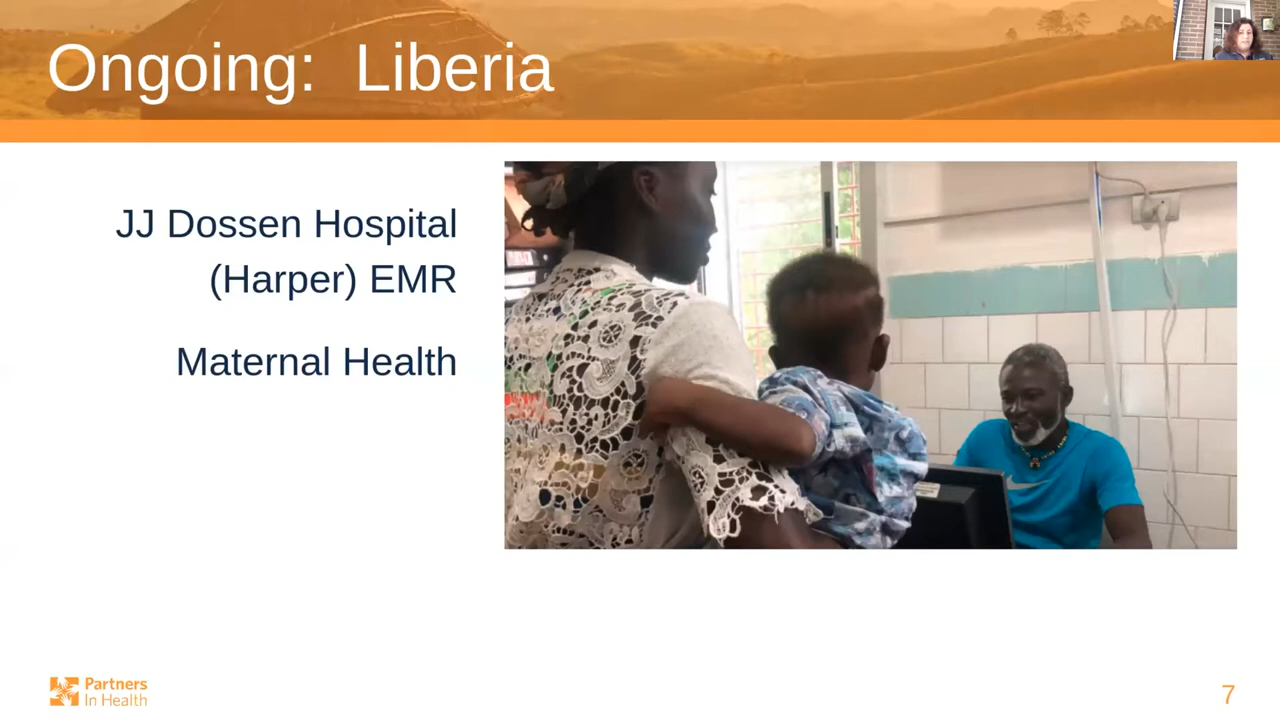 Ongoing: Liberia
JJ Dossen Hospital
(Harper) EMR
Maternal Health
Partners
In Health
7